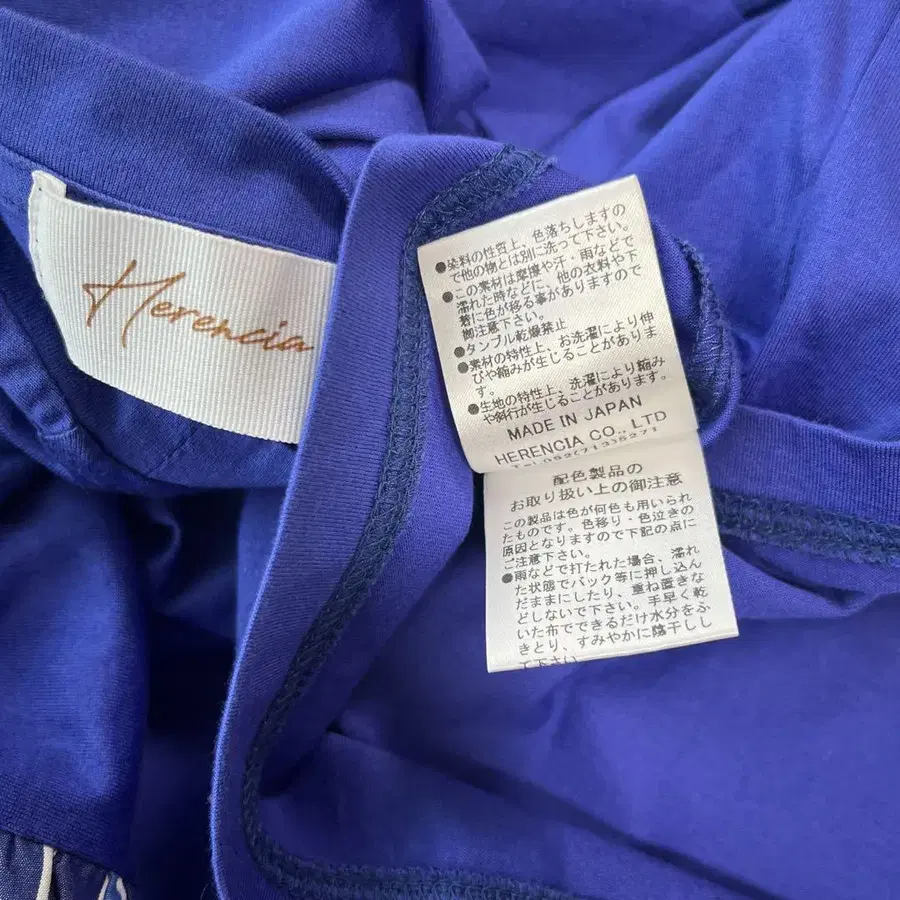 Herencia
●染料の性質上、色落ちしますの
で他の物とは別に洗って下さい。
●この素材は摩擦や汗・雨などで
濡れた時などに、他の衣料や下
着に色が移る事がありますので
御注意下さい。
●タンブル乾燥禁止
●素材の特性上、お洗濯により伸
びや縮みが生じることがありま
す。
●生地の特性上、洗濯により縮み
や斜行が生じることがあります。
MADE IN JAPAN
HERENCIA CO., LTD
Tel 052(713)5271
配色製品の
お取り扱い上の御注意
この製品は色が何色も用いられ
たものです。色移り・色泣きの
原因となりますので下記の点に
ご注意下さい。
●雨などで打たれた場合、濡れ
た状態でバック等に押し込ん
だままにしたり、重ね置きな
どしないで下さい。手早く乾
いた布でできるだけ水分をふ
きとり、すみやかに陰干しし
て下さい